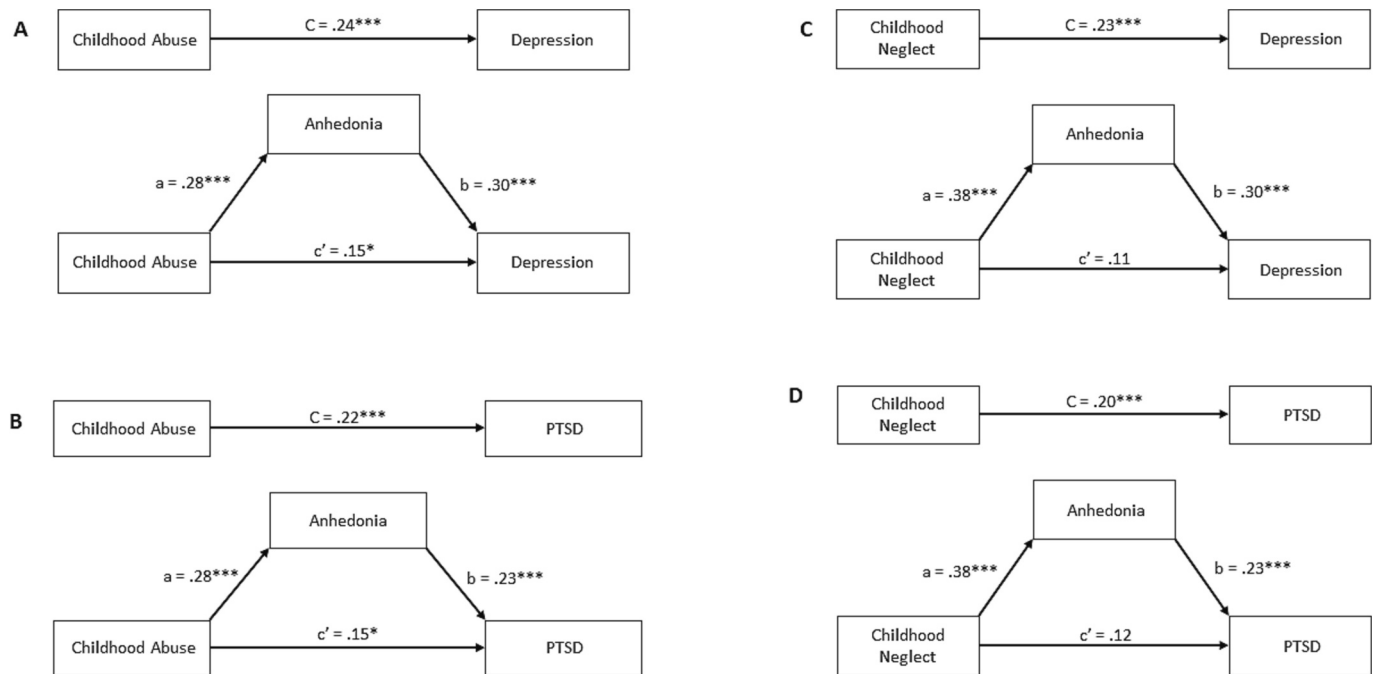 A
Childhood Abuse
C = .24***
Depression
Anhedonia
a = .28***
b = .30***
Childhood Abuse
c’ = .15*
Depression
B
Childhood Abuse
C = .22***
PTSD
Anhedonia
a = .28***
b = .23***
Childhood Abuse
c’ = .15*
PTSD
C
Childhood
Neglect
C = .23***
Depression
Anhedonia
a = .38***
b = .30***
Childhood
Neglect
c’ = .11
Depression
D
Childhood
Neglect
C = .20***
PTSD
Anhedonia
a = .38***
b = .23***
Childhood
Neglect
c’ = .12
PTSD